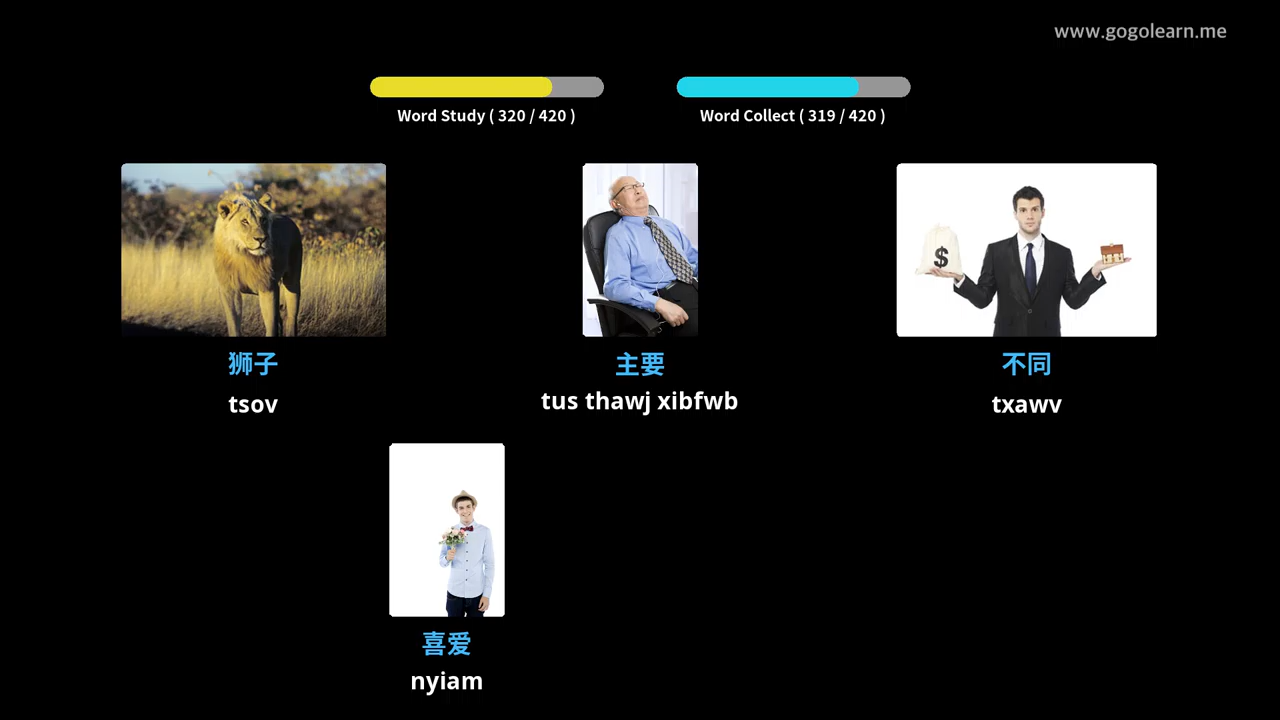 www.gogolearn.me
Word Study ( 320 / 420 )
Word Collect ( 319 / 420 )
狮子
tsov
主要
tus thawj xibfwb
不同
txawv
$
喜爱
nyiam